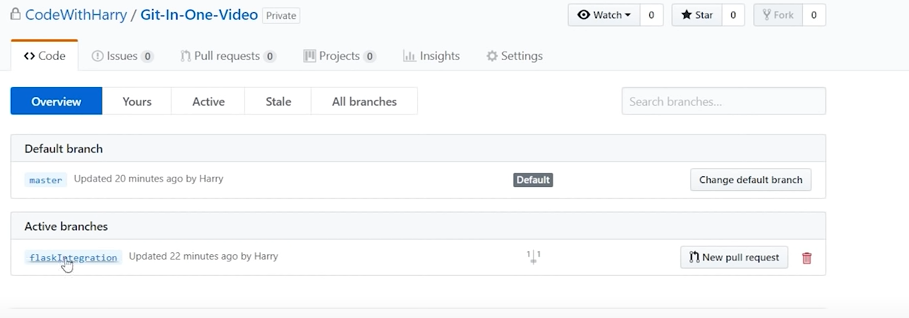 CodeWithHarry / Git-In-One-Video Private Watch 0 Star 0 Fork 0
Code Issues 0 Pull requests 0 Projects 0 Insights Settings
Overview Yours Active Stale All branches Search branches...
Default branch
master Updated 20 minutes ago by Harry Default Change default branch
Active branches
flaskIntegration Updated 22 minutes ago by Harry 1 1 New pull request